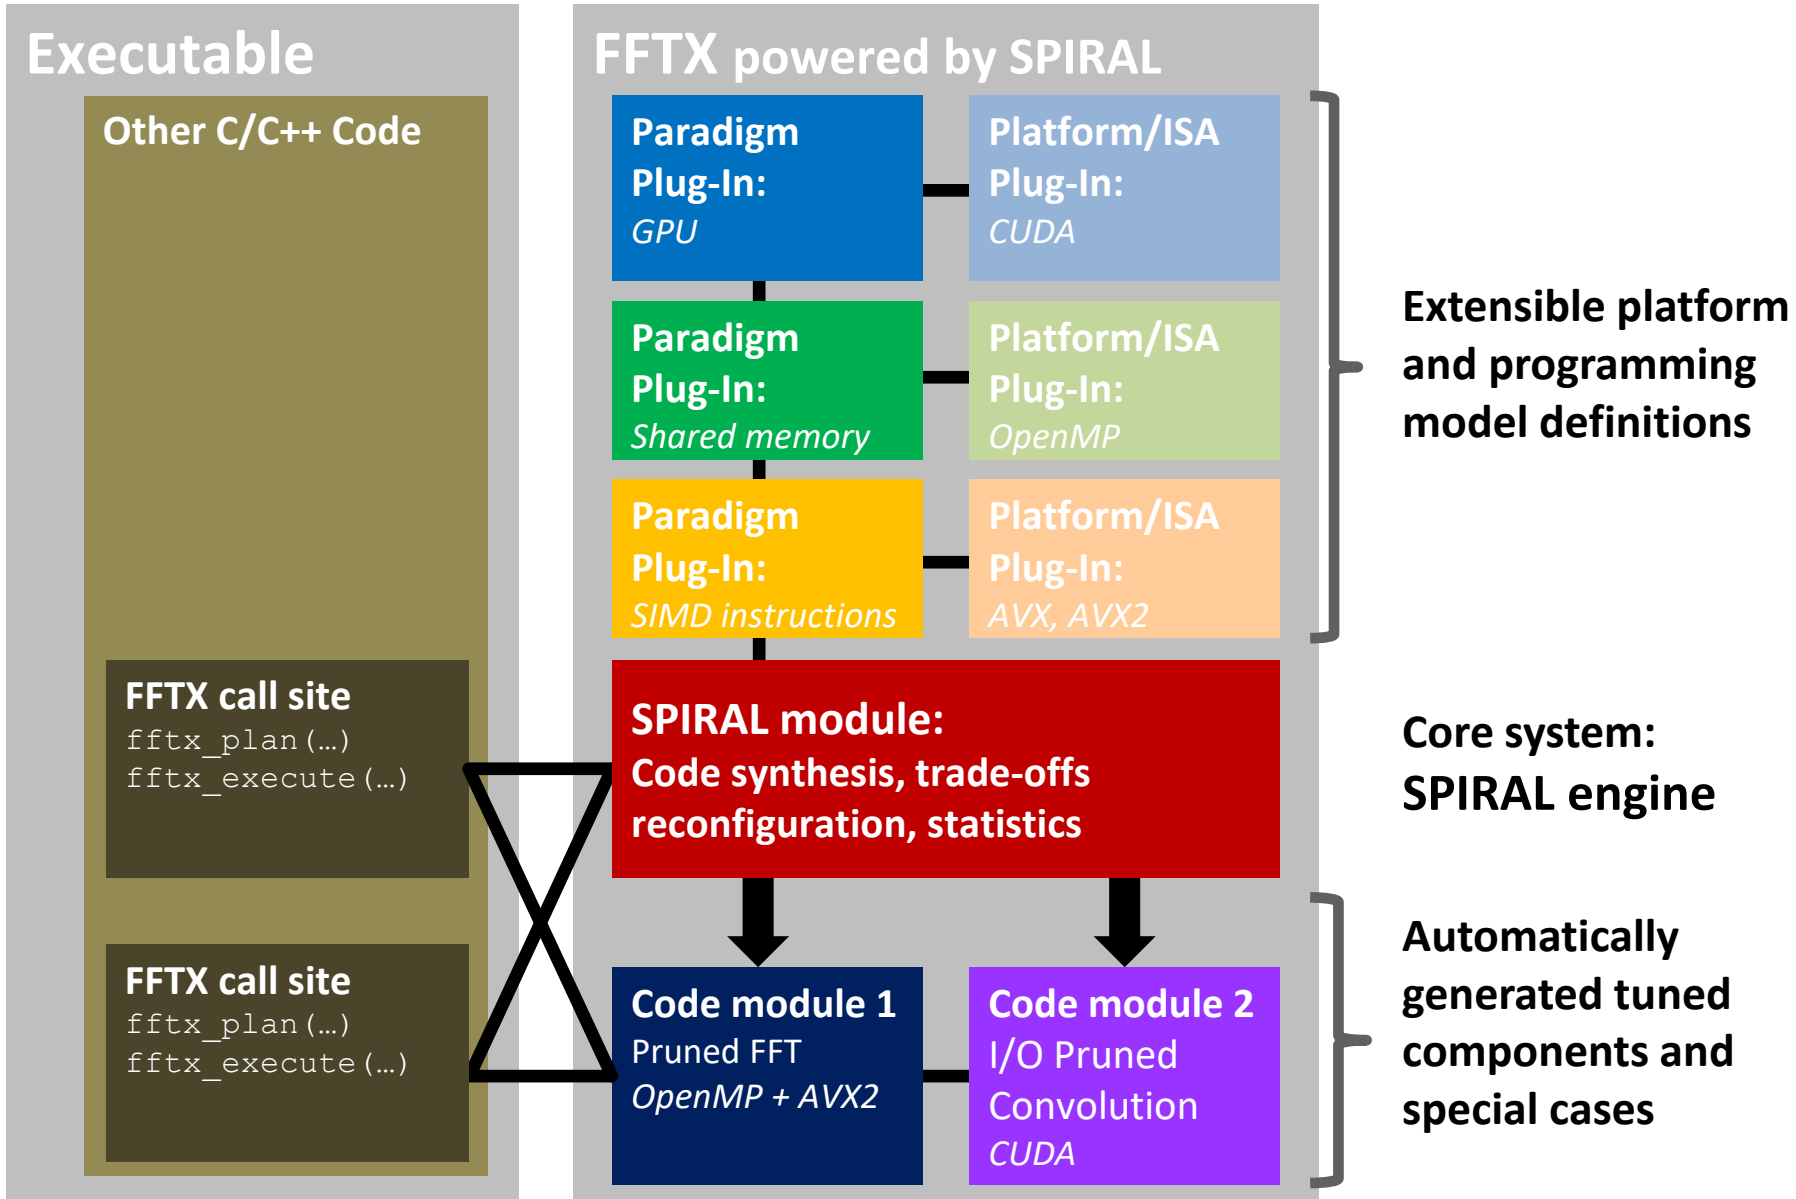 Executable
Other C/C++ Code
FFTX call site
fftx_plan(…)
fftx_execute(…)
FFTX call site
fftx_plan(…)
fftx_execute(…)
FFTX powered by SPIRAL
Paradigm
Plug-In:
GPU
Platform/ISA
Plug-In:
CUDA
Paradigm
Plug-In:
Shared memory
Platform/ISA
Plug-In:
OpenMP
Paradigm
Plug-In:
SIMD instructions
Platform/ISA
Plug-In:
AVX, AVX2
SPIRAL module:
Code synthesis, trade-offs
reconfiguration, statistics
Code module 1
Pruned FFT
OpenMP + AVX2
Code module 2
I/O Pruned
Convolution
CUDA
Extensible platform
and programming
model definitions
Core system:
SPIRAL engine
Automatically
generated tuned
components and
special cases